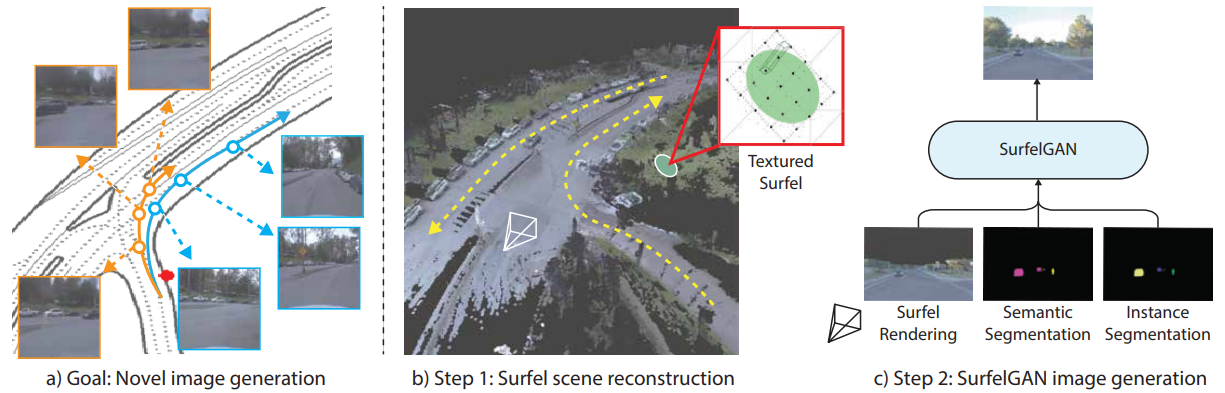 Textured
Surfel
SurfelGAN
Surfel
Rendering
Semantic
Segmentation
Instance
Segmentation
a) Goal: Novel image generation
b) Step 1: Surfel scene reconstruction
c) Step 2: SurfelGAN image generation